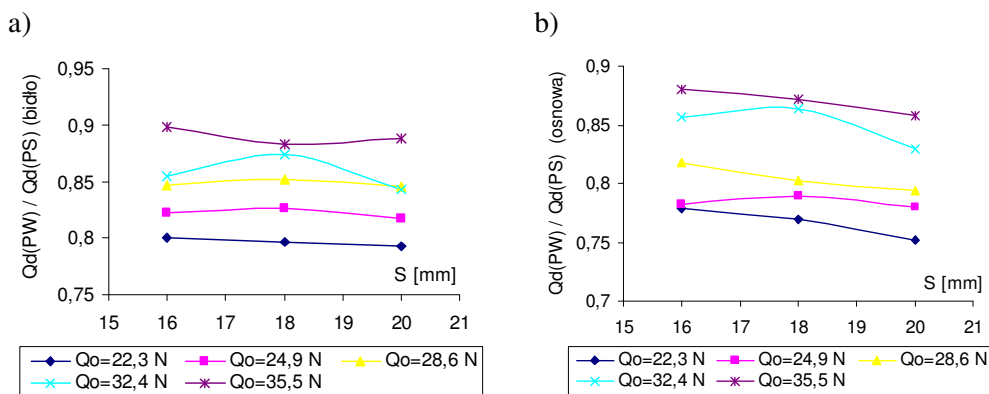 a)
Qd(PW) / Qd(PS) (bidło)
0,95
0,9
0,85
0,8
0,75
S [mm]
15 16 17 18 19 20 21
Qo=22,3 N Qo=24,9 N Qo=28,6 N
Qo=32,4 N Qo=35,5 N
b)
Qd(PW) / Qd(PS) (osnowa)
0,9
0,85
0,8
0,75
0,7
S [mm]
15 16 17 18 19 20 21
Qo=22,3 N Qo=24,9 N Qo=28,6 N
Qo=32,4 N Qo=35,5 N